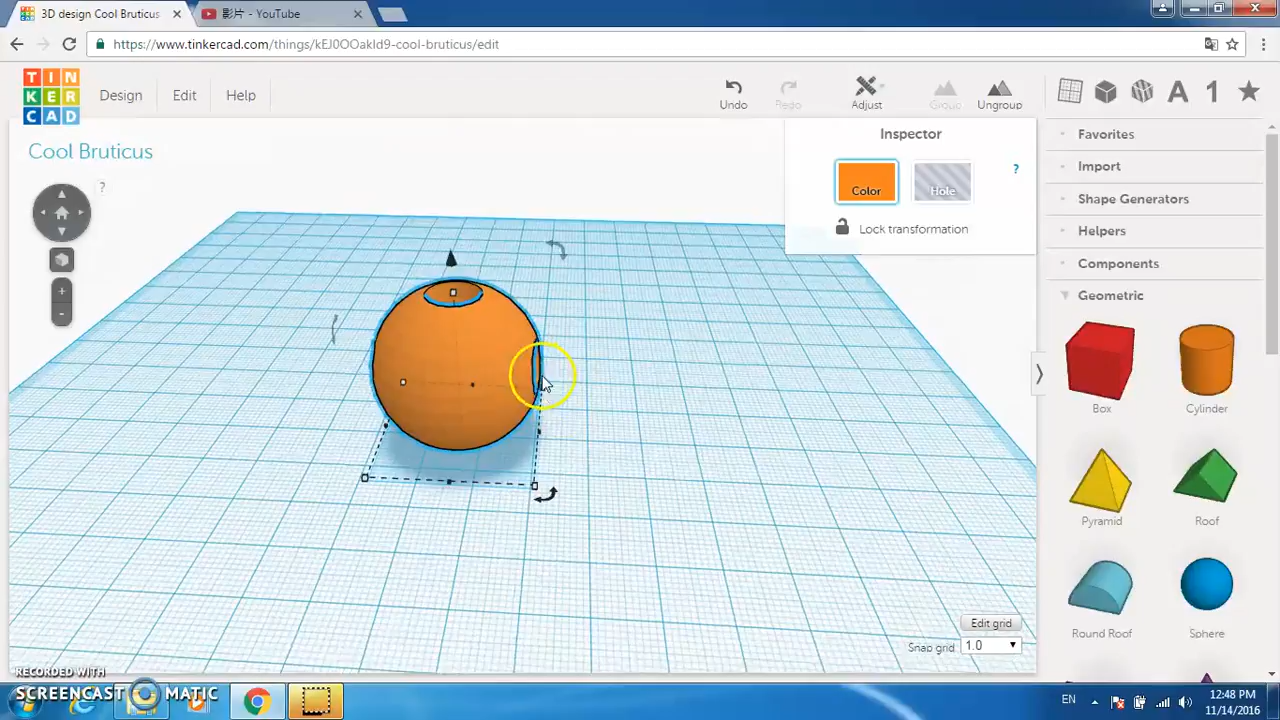 3D design Cool Bruticus
影片 - YouTube
https://www.tinkercad.com/things/kEJ0OOakId9-cool-bruticus/edit
TIN
KER
CAD
Design
Edit
Help
Undo
Redo
Adjust
Group
Ungroup
A
1
Cool Bruticus
?
Inspector
Color
Hole
?
Lock transformation
Favorites
Import
Shape Generators
Helpers
Components
Geometric
Box
Cylinder
Pyramid
Roof
Round Roof
Sphere
Edit grid
Snap grid
1.0
RECORDED WITH
SCREENCAST MATIC
EN
12:48 PM
11/14/2016